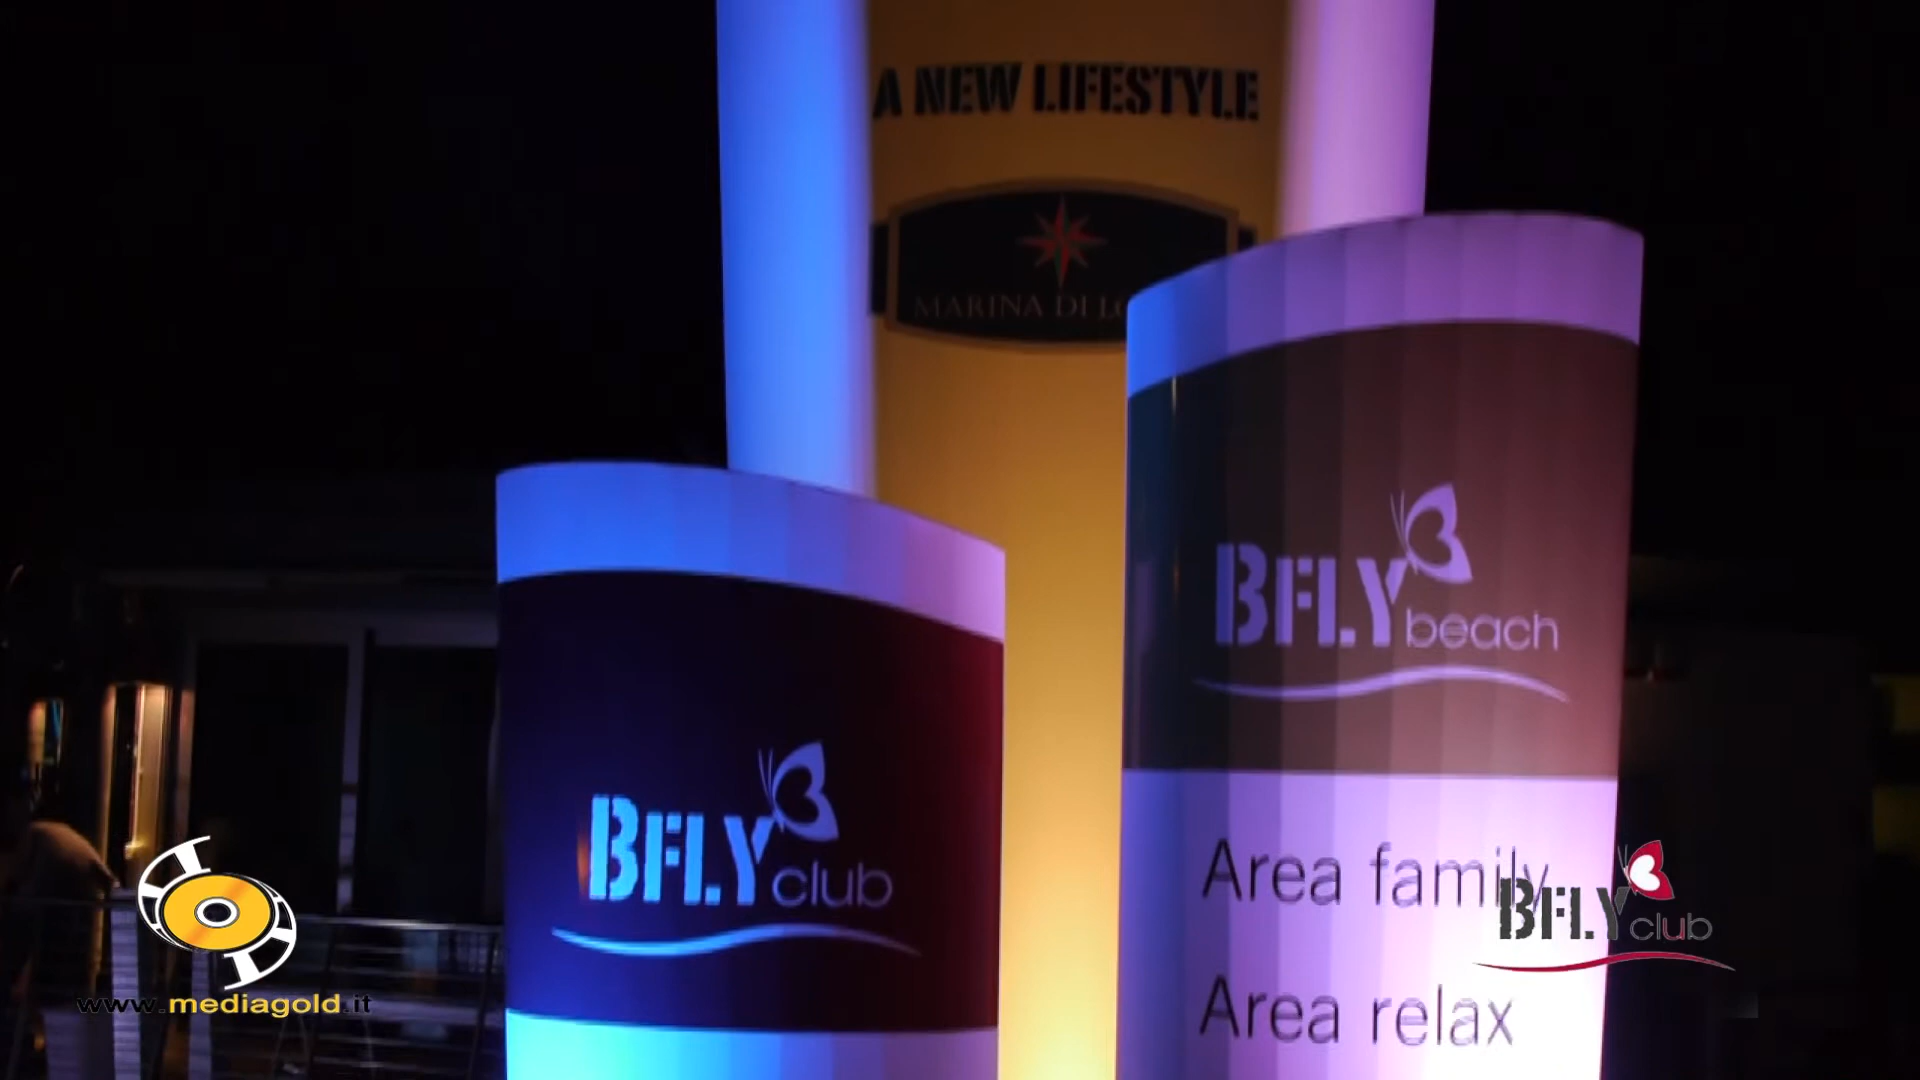 A NEW LIFESTYLE
MARINA DI
BFLY beach
BFLY club
Area family
Area relax
BFLY club
www.mediagold.it